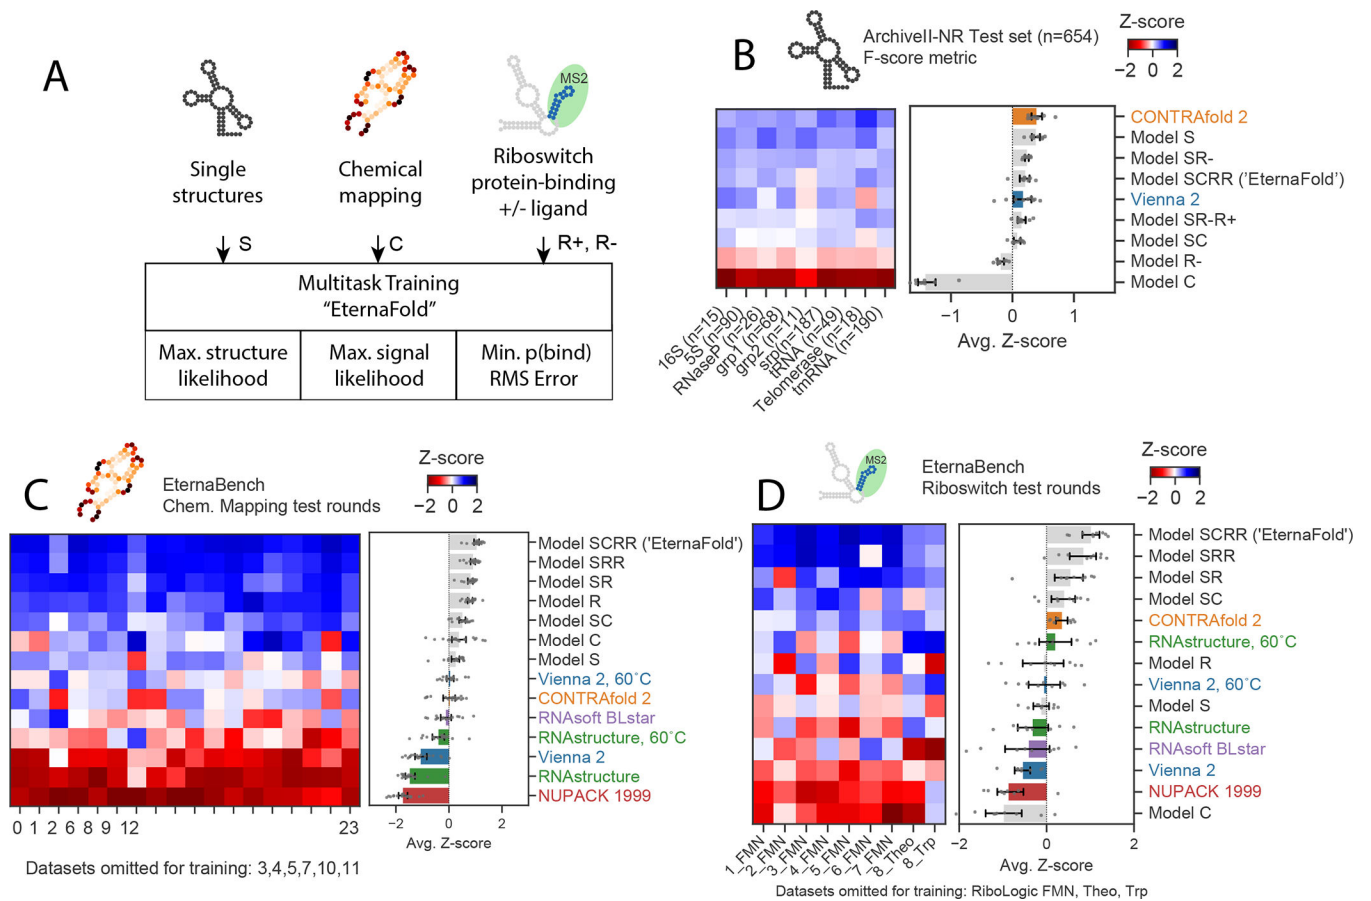 A
MS2
Single
structures
Chemical
mapping
Riboswitch
protein-binding
+/- ligand
S
C
R+, R-
Multitask Training
“EternaFold”
Max. structure
likelihood
Max. signal
likelihood
Min. p(bind)
RMS Error
B
ArchiveII-NR Test set (n=654)
F-score metric
Z-score
−2 0 2
CONTRAfold 2
Model S
Model SR-
Model SCRR ('EternaFold')
Vienna 2
Model SR-R+
Model SC
Model R-
Model C
16S (n=15)
5S (n=90)
RNaseP (n=26)
grp1 (n=68)
grp2 (n=11)
srp(n=187)
tRNA (n=49)
Telomerase (n=18)
tmRNA (n=190)
−1 0 1
Avg. Z-score
C
EternaBench
Chem. Mapping test rounds
Z-score
−2 0 2
Model SCRR ('EternaFold')
Model SRR
Model SR
Model R
Model SC
Model C
Model S
Vienna 2, 60˚C
CONTRAfold 2
RNAsoft BLstar
RNAstructure, 60˚C
Vienna 2
RNAstructure
NUPACK 1999
0 1 2 6 8 9 12 23
−2 0 2
Avg. Z-score
Datasets omitted for training: 3,4,5,7,10,11
D
MS2
EternaBench
Riboswitch test rounds
Z-score
−2 0 2
Model SCRR ('EternaFold')
Model SRR
Model SR
Model SC
CONTRAfold 2
RNAstructure, 60˚C
Model R
Vienna 2, 60˚C
Model S
RNAstructure
RNAsoft BLstar
Vienna 2
NUPACK 1999
Model C
1_FMN
2_FMN
3_FMN
4_FMN
5_FMN
6_FMN
7_FMN
8_Theo
8_Trp
−2 0 2
Avg. Z-score
Datasets omitted for training: RiboLogic FMN, Theo, Trp